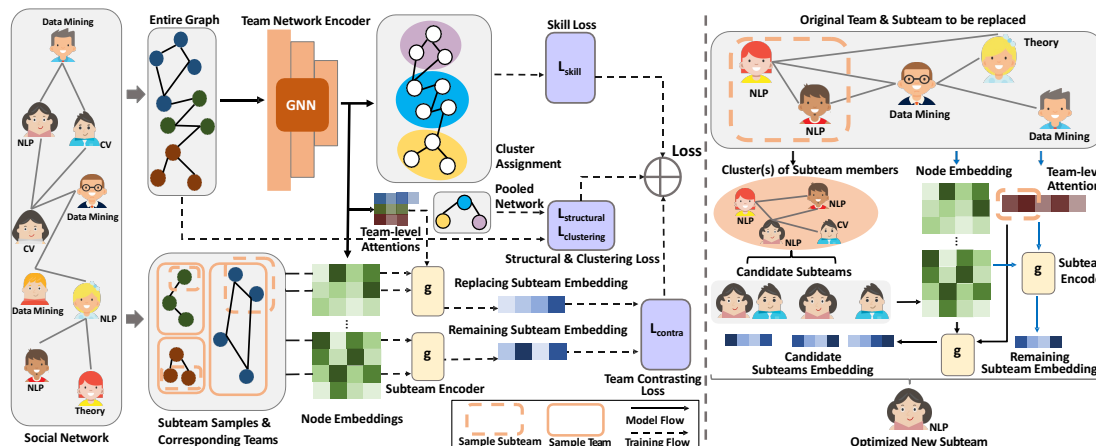 Data Mining
NLP
CV
Data Mining
CV
Data Mining
NLP
NLP
Theory
Social Network
Entire Graph
Team Network Encoder
GNN
Cluster
Assignment
Pooled
Network
Team-level
Attentions
Skill Loss
L_skill
Loss
L_structural
L_clustering
Structural & Clustering Loss
g
Replacing Subteam Embedding
Remaining Subteam Embedding
g
Subteam Encoder
L_contra
Team Contrasting
Loss
...
Subteam Samples &
Corresponding Teams
Node Embeddings
Sample Subteam
Sample Team
Model Flow
Training Flow
Original Team & Subteam to be replaced
NLP
NLP
Data Mining
Theory
Data Mining
Cluster(s) of Subteam members
NLP
NLP
NLP
CV
Node Embedding
Team-level
Attention
...
Candidate Subteams
g
Subteam
g
Candidate
Subteams Embedding
Remaining
Subteam Embedding
NLP
Optimized New Subteam